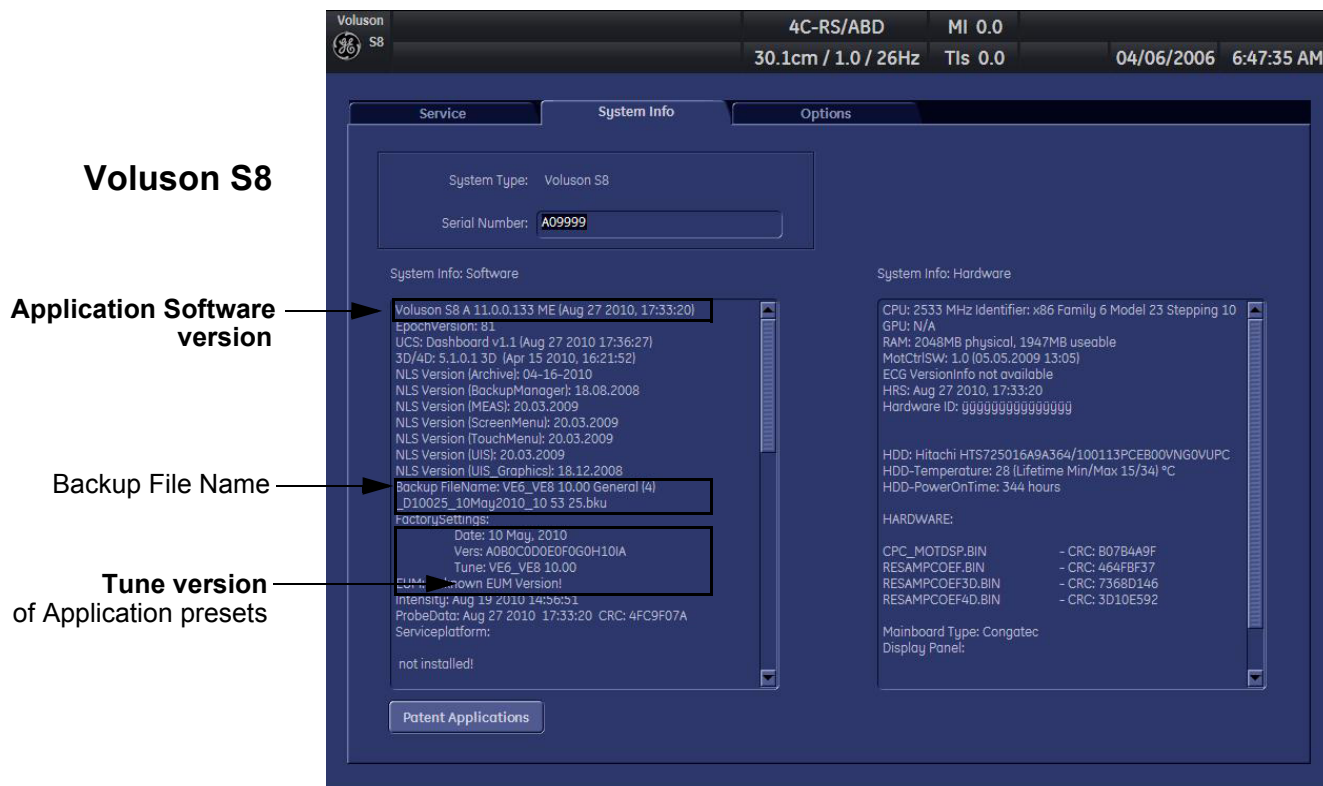 Voluson
S8
4C-RS/ABD MI 0.0
30.1cm / 1.0 / 26Hz TIs 0.0 04/06/2006 6:47:35 AM
Service System Info Options
Voluson S8
System Type: Voluson S8
Serial Number: A09999
System Info: Software
Application Software
version
Voluson S8 A 11.0.0.133 ME (Aug 27 2010, 17:33:20)
EpochVersion: 81
UCS: Dashboard v1.1 (Aug 27 2010 17:36:27)
3D/4D: 5.1.0.1 3D (Apr 15 2010, 16:21:52)
NLS Version (Archive): 04-16-2010
NLS Version (BackupManager): 18.08.2008
NLS Version (MEAS): 20.03.2009
NLS Version (ScreenMenu): 20.03.2009
NLS Version (TouchMenu): 20.03.2009
NLS Version (UIS): 20.03.2009
NLS Version (UIS_Graphics): 18.12.2008
Backup File Name
Backup FileName: VE6_VE8 10.00 General (4)
_D10025_10May2010_10 53 25.bku
FactorySettings:
Date: 10 May, 2010
Vers: A0B0C0D0E0F0G0H10IA
Tune: VE6_VE8 10.00
Tune version
of Application presets
EUM: known EUM Version!
Intensity: Aug 19 2010 14:56:51
ProbeData: Aug 27 2010 17:33:20 CRC: 4FC9F07A
Serviceplatform:
not installed!
Patent Applications
System Info: Hardware
CPU: 2533 MHz Identifier: x86 Family 6 Model 23 Stepping 10
GPU: N/A
RAM: 2048MB physical, 1947MB useable
MotCtrlSW: 1.0 (05.05.2009 13:05)
ECG VersionInfo not available
HRS: Aug 27 2010, 17:33:20
Hardware ID:
HDD: Hitachi HTS725016A9A364/100113PCEB00VNG0VUPC
HDD-Temperature: 28 (Lifetime Min/Max 15/34) °C
HDD-PowerOnTime: 344 hours
HARDWARE:
CPC_MOTDSP.BIN - CRC: B07B4A9F
RESAMPCOEF.BIN - CRC: 464FBF37
RESAMPCOEF3D.BIN - CRC: 7368D146
RESAMPCOEF4D.BIN - CRC: 3D10E592
Mainboard Type: Congatec
Display Panel: